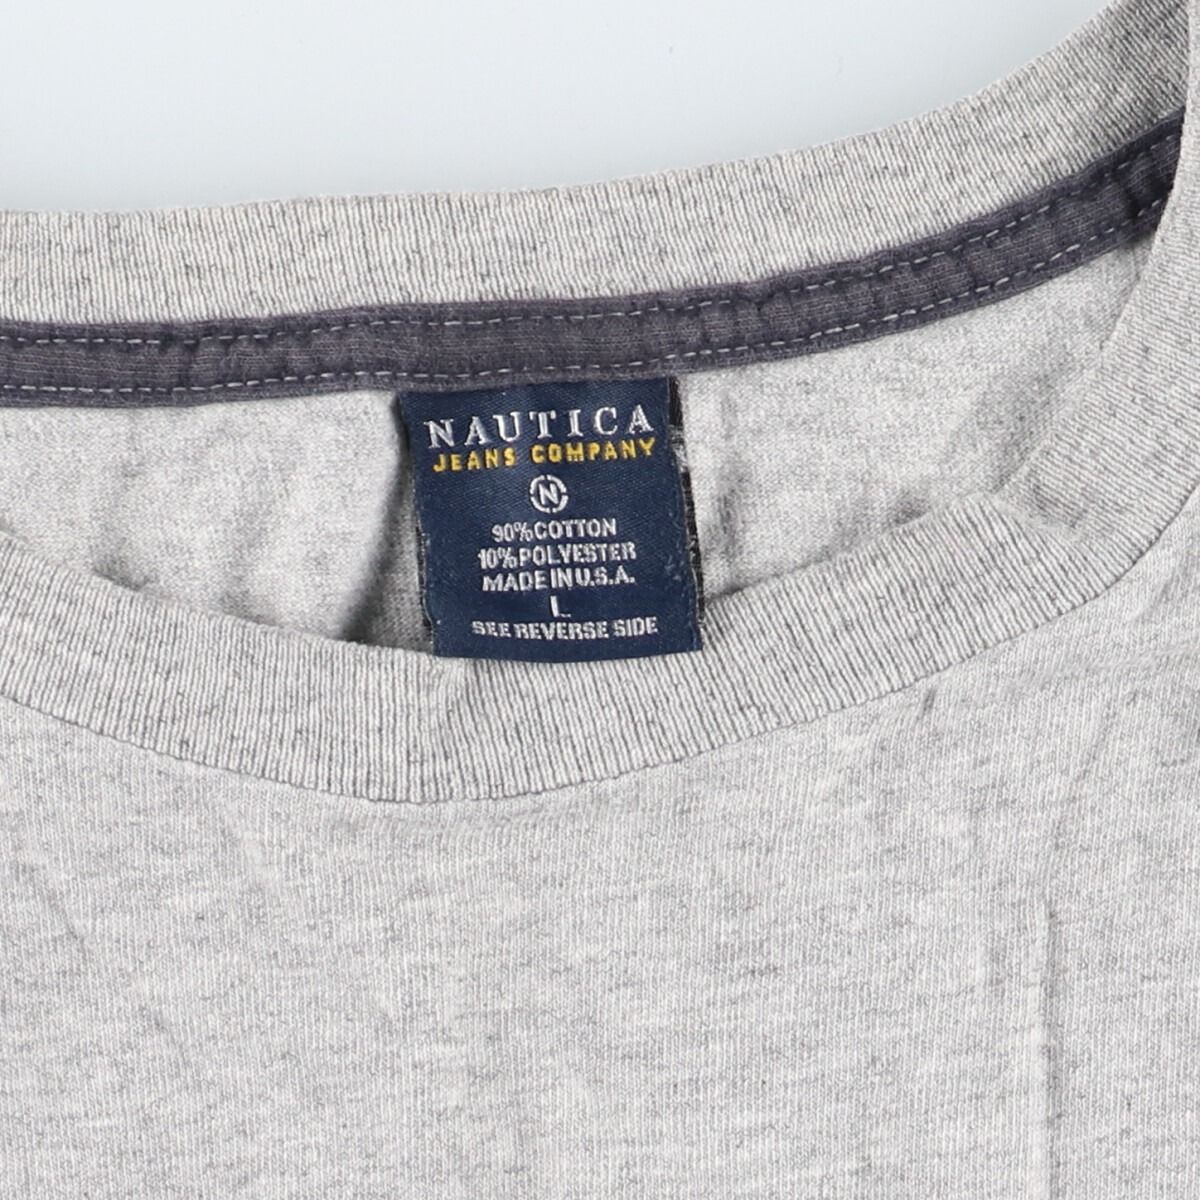 NAUTICA
JEANS COMPANY
N
90% COTTON
10% POLYESTER
MADE IN U.S.A.
L
SEE REVERSE SIDE